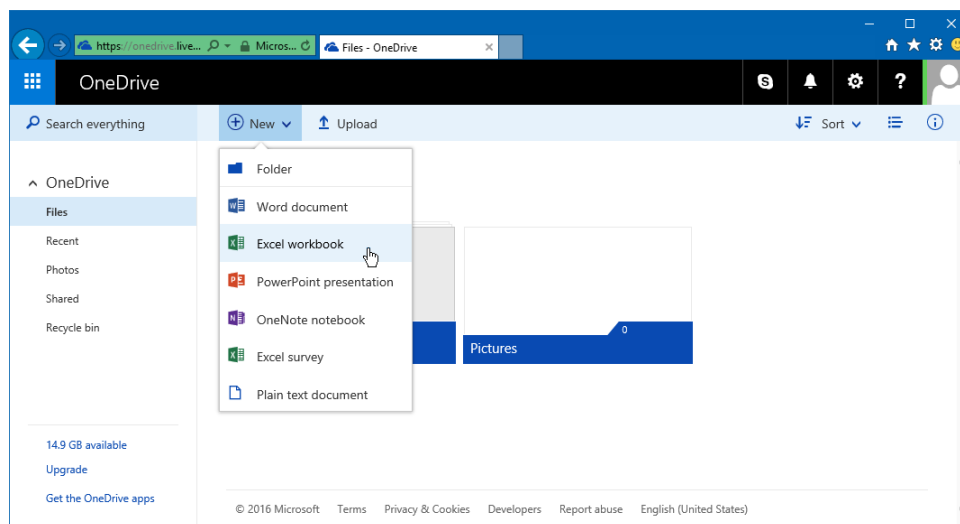 https://onedrive.live... Micros... Files - OneDrive
OneDrive
Search everything New Upload Sort
OneDrive
Files
Recent
Photos
Shared
Recycle bin
14.9 GB available
Upgrade
Get the OneDrive apps
Folder
Word document
Excel workbook
PowerPoint presentation
OneNote notebook
Excel survey
Plain text document
0
Pictures
© 2016 Microsoft Terms Privacy & Cookies Developers Report abuse English (United States)